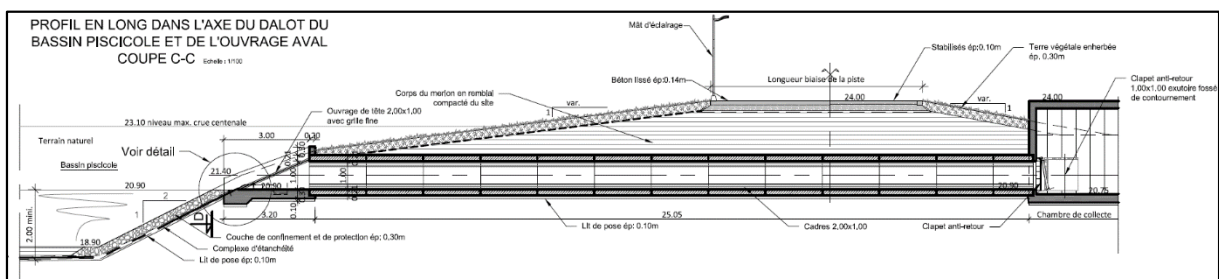 PROFIL EN LONG DANS L'AXE DU DALOT DU
BASSIN PISCICOLE ET DE L'OUVRAGE AVAL
COUPE C-C Echelle : 1/100
Mât d'éclairage
Stabilisés ép:0.10m
Terre végétale enherbée
ép. 0.30m
Béton lissé ép:0.14m
Longueur biaise de la piste
Clapet anti-retour
1,00x1.00 exutoire fossé
de contournement
Corps du merlon en remblai
compacté du site
24.00
24.00
var.
1
var.
1
Ouvrage de tête 2,00x1,00
avec grille fine
23.10 niveau max. crue centenale
3.00
0.30
Terrain naturel
Voir détail
Bassin piscicole
21.40
1.00
1.00
20.90
20.90
20.90
20.75
2
1
2.00 mini.
0.10
3.20
25.05
Chambre de collecte
18.90
Couche de confinement et de protection ép; 0,30m
Lit de pose ép: 0.10m
Cadres 2,00x1,00
Clapet anti-retour
Complexe d'étanchéité
Lit de pose ép: 0.10m